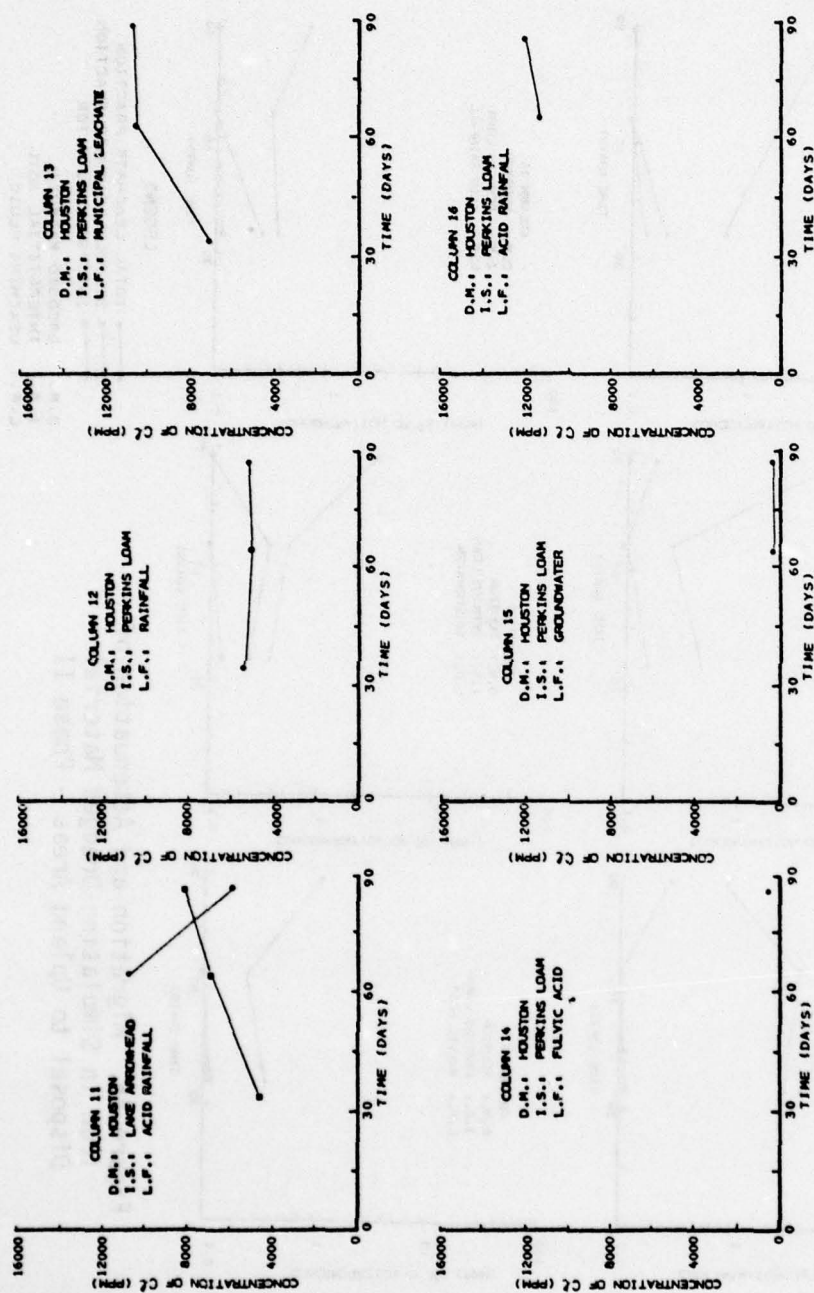 16000
12000
8000
4000
0
CONCENTRATION OF Cℓ (PPM)
0
30
60
90
TIME (DAYS)
COLUMN 11
D.M.: HOUSTON
I.S.: LAKE ARROWHEAD
L.F.: ACID RAINFALL
16000
12000
8000
4000
0
CONCENTRATION OF Cℓ (PPM)
0
30
60
90
TIME (DAYS)
COLUMN 12
D.M.: HOUSTON
I.S.: PERKINS LOAM
L.F.: RAINFALL
16000
12000
8000
4000
0
CONCENTRATION OF Cℓ (PPM)
0
30
60
90
TIME (DAYS)
COLUMN 13
D.M.: HOUSTON
I.S.: PERKINS LOAM
L.F.: MUNICIPAL LEACHATE
16000
12000
8000
4000
0
CONCENTRATION OF Cℓ (PPM)
0
30
60
90
TIME (DAYS)
COLUMN 14
D.M.: HOUSTON
I.S.: PERKINS LOAM
L.F.: FULVIC ACID
16000
12000
8000
4000
0
CONCENTRATION OF Cℓ (PPM)
0
30
60
90
TIME (DAYS)
COLUMN 15
D.M.: HOUSTON
I.S.: PERKINS LOAM
L.F.: GROUNDWATER
16000
12000
8000
4000
0
CONCENTRATION OF Cℓ (PPM)
0
30
60
90
TIME (DAYS)
COLUMN 16
D.M.: HOUSTON
I.S.: PERKINS LOAM
L.F.: ACID RAINFALL